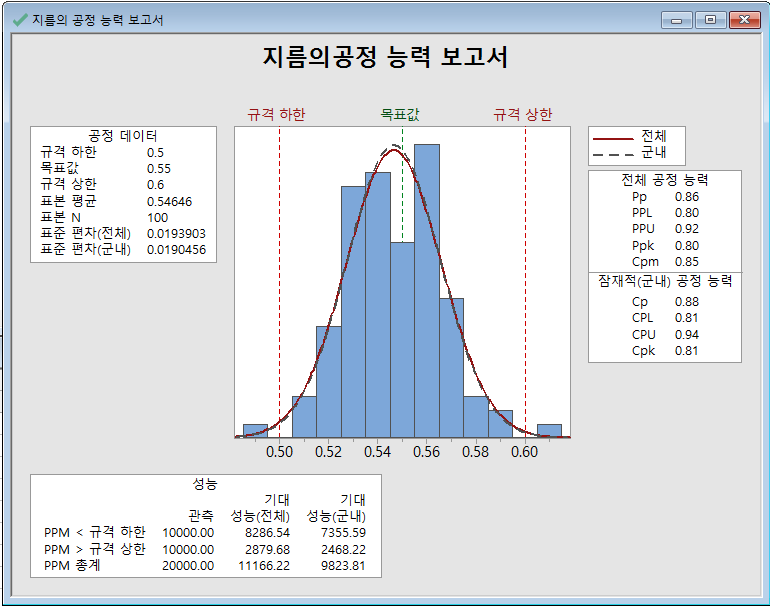 지름의 공정 능력 보고서
지름의공정 능력 보고서
규격 하한 목표값 규격 상한
공정 데이터
규격 하한 0.5
목표값 0.55
규격 상한 0.6
표본 평균 0.54646
표본 N 100
표준 편차(전체) 0.0193903
표준 편차(군내) 0.0190456
전체
군내
전체 공정 능력
Pp 0.86
PPL 0.80
PPU 0.92
Ppk 0.80
Cpm 0.85
잠재적(군내) 공정 능력
Cp 0.88
CPL 0.81
CPU 0.94
Cpk 0.81
0.50 0.52 0.54 0.56 0.58 0.60
성능
기대 기대
관측 성능(전체) 성능(군내)
PPM < 규격 하한 10000.00 8286.54 7355.59
PPM > 규격 상한 10000.00 2879.68 2468.22
PPM 총계 20000.00 11166.22 9823.81